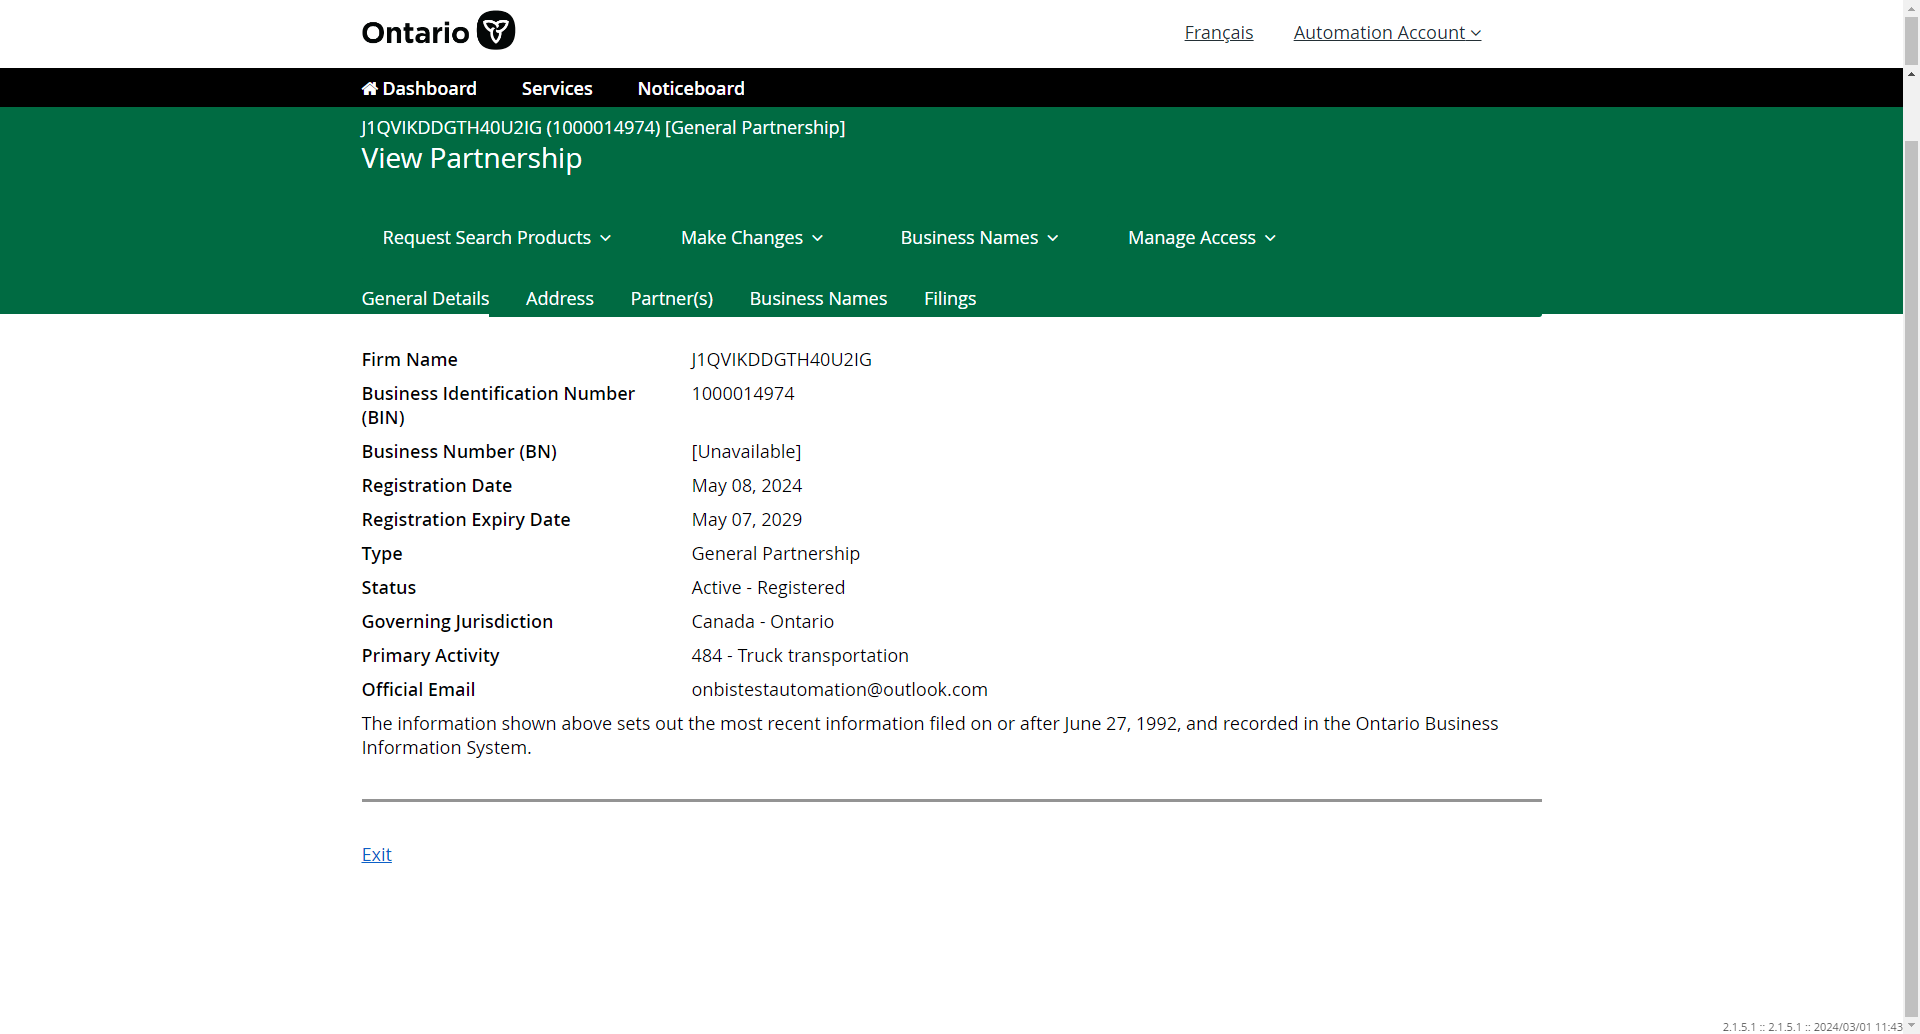 Ontario
Français Automation Account
Dashboard Services Noticeboard
J1QVIKDDGTH40U2IG (1000014974) [General Partnership]
View Partnership
Request Search Products Make Changes Business Names Manage Access
General Details Address Partner(s) Business Names Filings
Firm Name J1QVIKDDGTH40U2IG
Business Identification Number 1000014974
(BIN)
Business Number (BN) [Unavailable]
Registration Date May 08, 2024
Registration Expiry Date May 07, 2029
Type General Partnership
Status Active - Registered
Governing Jurisdiction Canada - Ontario
Primary Activity 484 - Truck transportation
Official Email onbistestautomation@outlook.com
The information shown above sets out the most recent information filed on or after June 27, 1992, and recorded in the Ontario Business
Information System.
Exit
2.1.5.1 :: 2.1.5.1 :: 2024/03/01 11:43